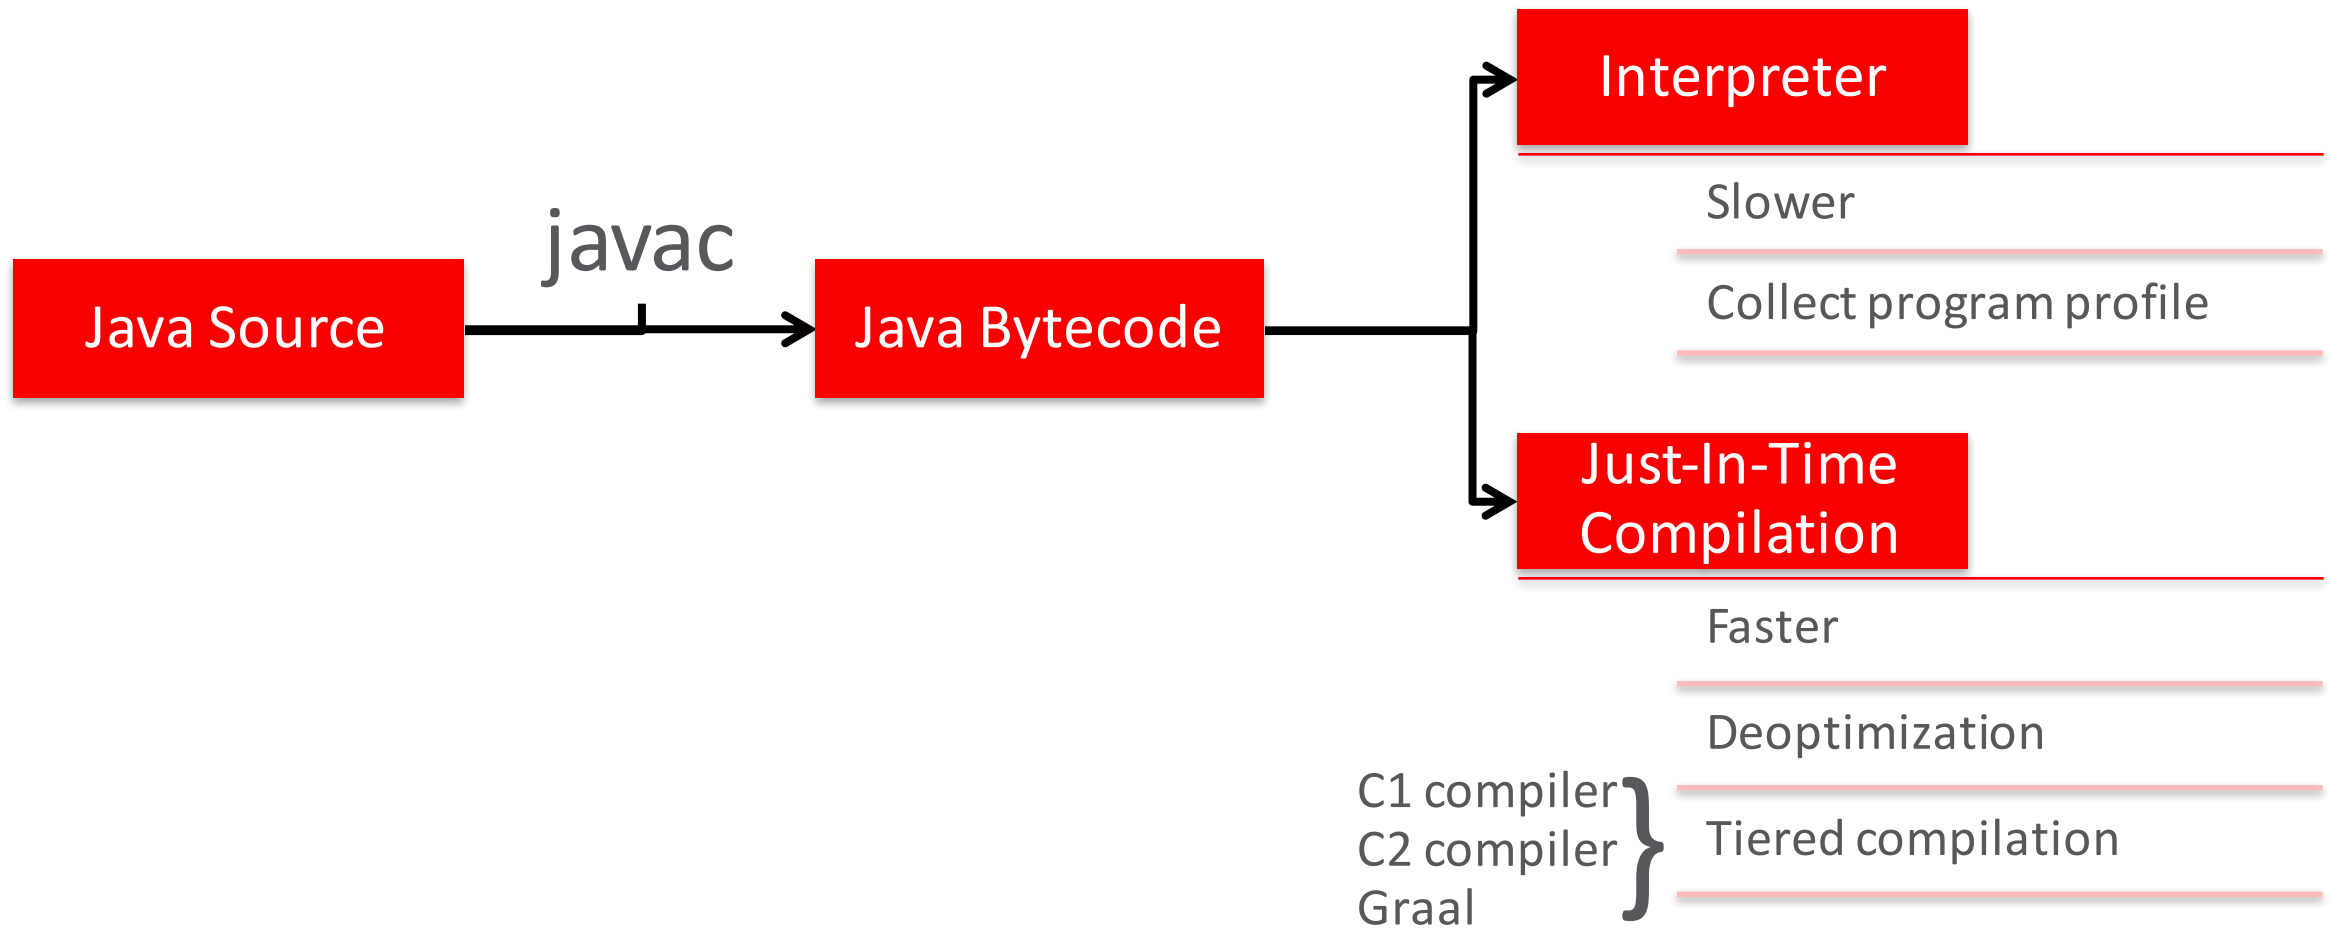 Java Source
javac
Java Bytecode
Interpreter
Slower
Collect program profile
Just-In-Time
Compilation
Faster
Deoptimization
Tiered compilation
C1 compiler
C2 compiler
Graal
}